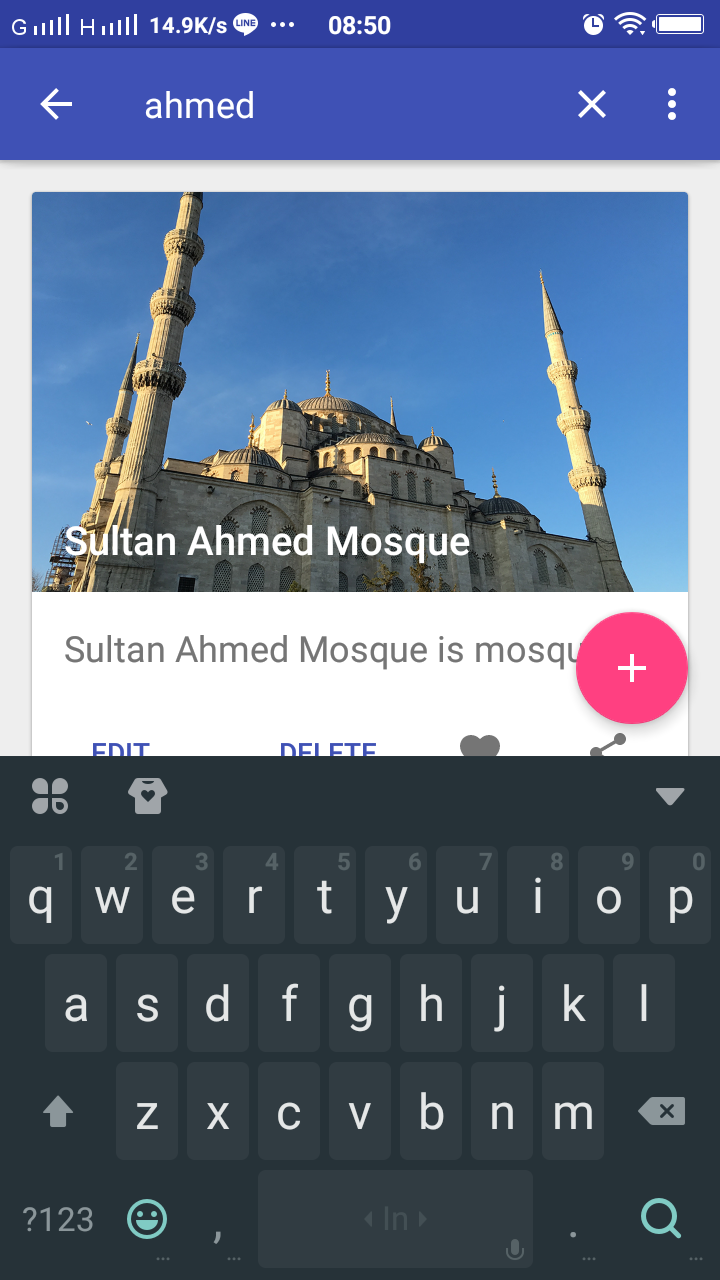 G H 14.9K/s LINE 08:50
ahmed
Sultan Ahmed Mosque
Sultan Ahmed Mosque is mosqu
EDIT DELETE
1 2 3 4 5 6 7 8 9 0
q w e r t y u i o p
a s d f g h j k l
z x c v b n m
?123 , In .